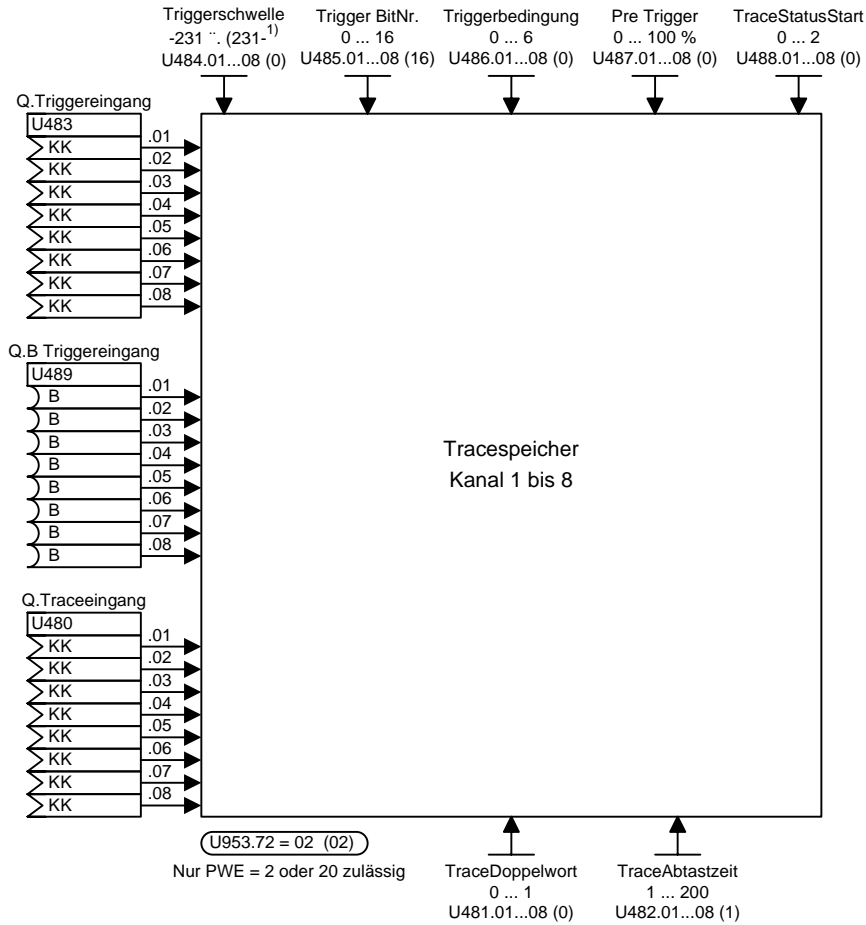 Triggerschwelle
-231 ¨. (231-1)
U484.01...08 (0)
Trigger BitNr.
0 ... 16
U485.01...08 (16)
Triggerbedingung
0 ... 6
U486.01...08 (0)
Pre Trigger
0 ... 100 %
U487.01...08 (0)
TraceStatusStart
0 ... 2
U488.01...08 (0)
Q.Triggereingang
U483
KK .01
KK .02
KK .03
KK .04
KK .05
KK .06
KK .07
KK .08
Q.B Triggereingang
U489
B .01
B .02
B .03
B .04
B .05
B .06
B .07
B .08
Tracespeicher
Kanal 1 bis 8
Q.Traceeingang
U480
KK .01
KK .02
KK .03
KK .04
KK .05
KK .06
KK .07
KK .08
U953.72 = 02 (02)
Nur PWE = 2 oder 20 zulässig
TraceDoppelwort
0 ... 1
U481.01...08 (0)
TraceAbtastzeit
1 ... 200
U482.01...08 (1)